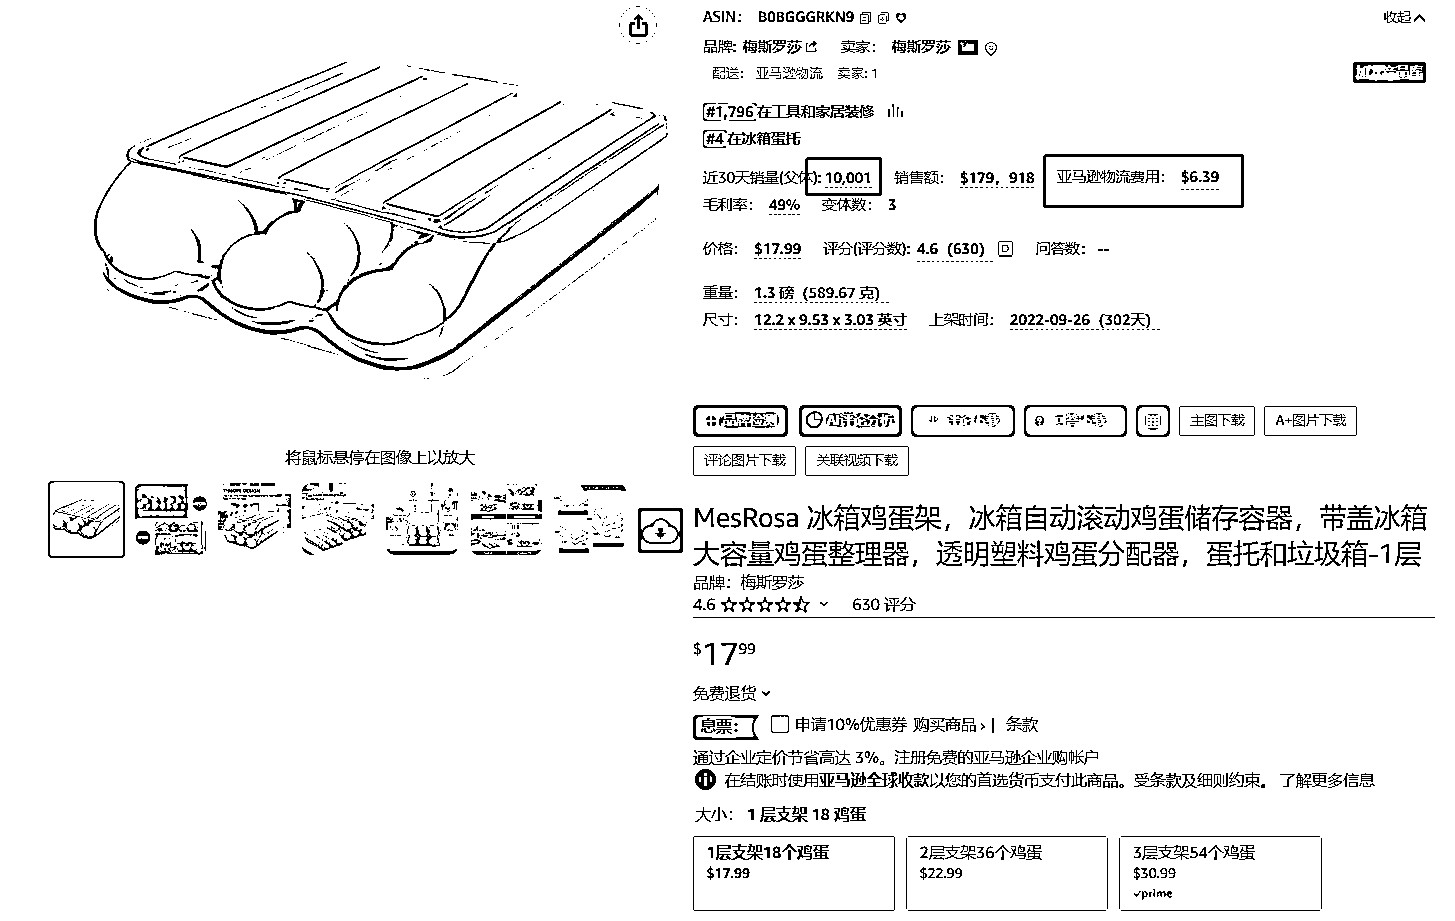 ASIN: B0BGGGRKN9
收起
品牌: 梅斯罗莎 卖家: 梅斯罗莎
配送: 亚马逊物流 卖家: 1
#1,796 在工具和家居装修
#4 在冰箱蛋托
近30天销量(父体): 10,001 销售额: $179, 918 亚马逊物流费用: $6.39
毛利率: 49% 变体数: 3
价格: $17.99 评分(评分数): 4.6 (630) D 问答数: --
重量: 1.3 磅 (589.67 克)
尺寸: 12.2 x 9.53 x 3.03 英寸 上架时间: 2022-09-26 (302天)
品牌检测 AI评论分析 主图下载 A+图片下载
评论图片下载 关联视频下载
将鼠标悬停在图像上以放大
MesRosa 冰箱鸡蛋架，冰箱自动滚动鸡蛋储存容器，带盖冰箱
大容量鸡蛋整理器，透明塑料鸡蛋分配器，蛋托和垃圾箱-1层
品牌: 梅斯罗莎
4.6 630 评分
$17.99
免费退货
息票: 申请10%优惠券 购买商品 › | 条款
通过企业定价节省高达 3%。注册免费的亚马逊企业购帐户
在结账时使用亚马逊全球收款以您的首选货币支付此商品。受条款及细则约束。 了解更多信息
大小: 1 层支架 18 鸡蛋
1层支架18个鸡蛋 2层支架36个鸡蛋 3层支架54个鸡蛋
$17.99 $22.99 $30.99
prime